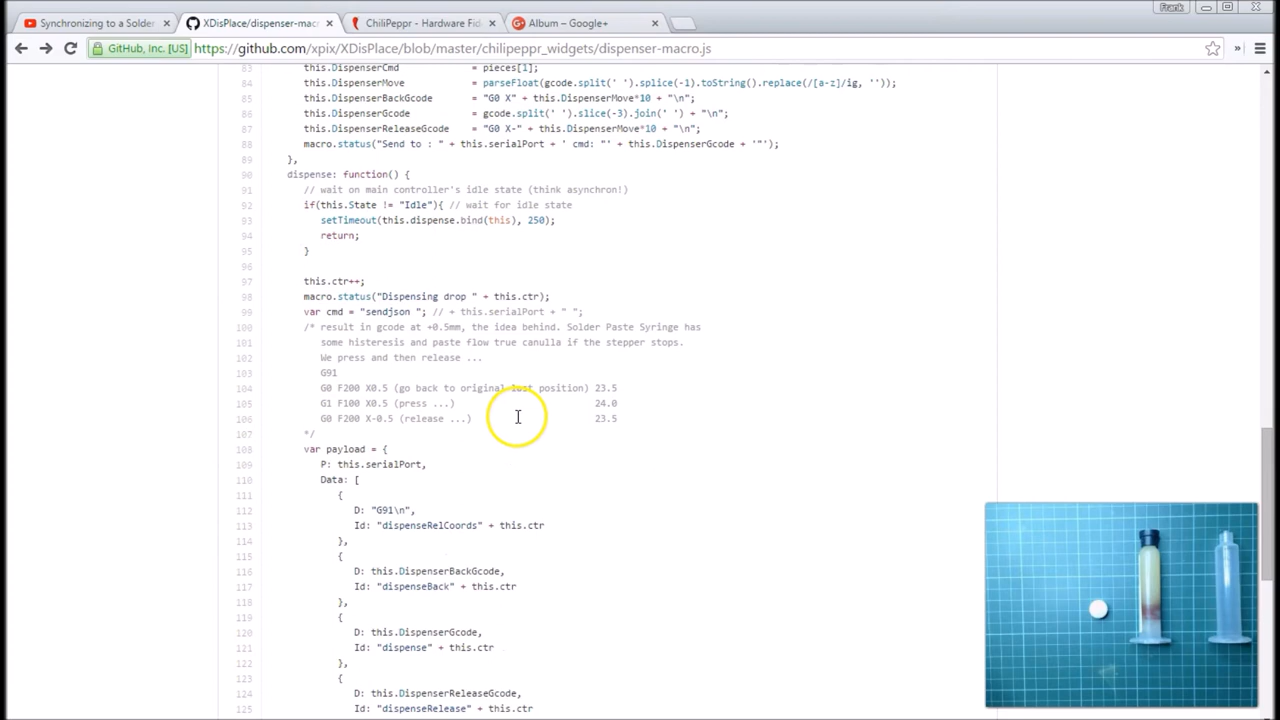 Frank
Synchronizing to a Solder
XDisPlace/dispenser-macr
ChiliPeppr - Hardware Fid
Album – Google+
GitHub, Inc. [US]
https://github.com/xpix/XDisPlace/blob/master/chilipeppr_widgets/dispenser-macro.js
83 this.DispenserCmd = pieces[1];
84 this.DispenserMove = parseFloat(gcode.split(' ').splice(-1).toString().replace(/[a-z]/ig, ''));
85 this.DispenserBackGcode = "G0 X" + this.DispenserMove*10 + "\n";
86 this.DispenserGcode = gcode.split(' ').slice(-3).join(' ') + "\n";
87 this.DispenserReleaseGcode = "G0 X-" + this.DispenserMove*10 + "\n";
88 macro.status("Send to : " + this.serialPort + ' cmd: "' + this.DispenserGcode + '"');
89 },
90 dispense: function() {
91 // wait on main controller's idle state (think asynchron!)
92 if(this.State != "Idle"){ // wait for idle state
93 setTimeout(this.dispense.bind(this), 250);
94 return;
95 }
96
97 this.ctr++;
98 macro.status("Dispensing drop " + this.ctr);
99 var cmd = "sendjson "; // + this.serialPort + " ";
100 /* result in gcode at +0.5mm, the idea behind. Solder Paste Syringe has
101 some histeresis and paste flow true canulla if the stepper stops.
102 We press and then release ...
103 G91
104 G0 F200 X0.5 (go back to original last position) 23.5
105 G1 F100 X0.5 (press ...) 24.0
106 G0 F200 X-0.5 (release ...) 23.5
107 */
108 var payload = {
109 P: this.serialPort,
110 Data: [
111 {
112 D: "G91\n",
113 Id: "dispenseRelCoords" + this.ctr
114 },
115 {
116 D: this.DispenserBackGcode,
117 Id: "dispenseBack" + this.ctr
118 },
119 {
120 D: this.DispenserGcode,
121 Id: "dispense" + this.ctr
122 },
123 {
124 D: this.DispenserReleaseGcode,
125 Id: "dispenseRelease" + this.ctr